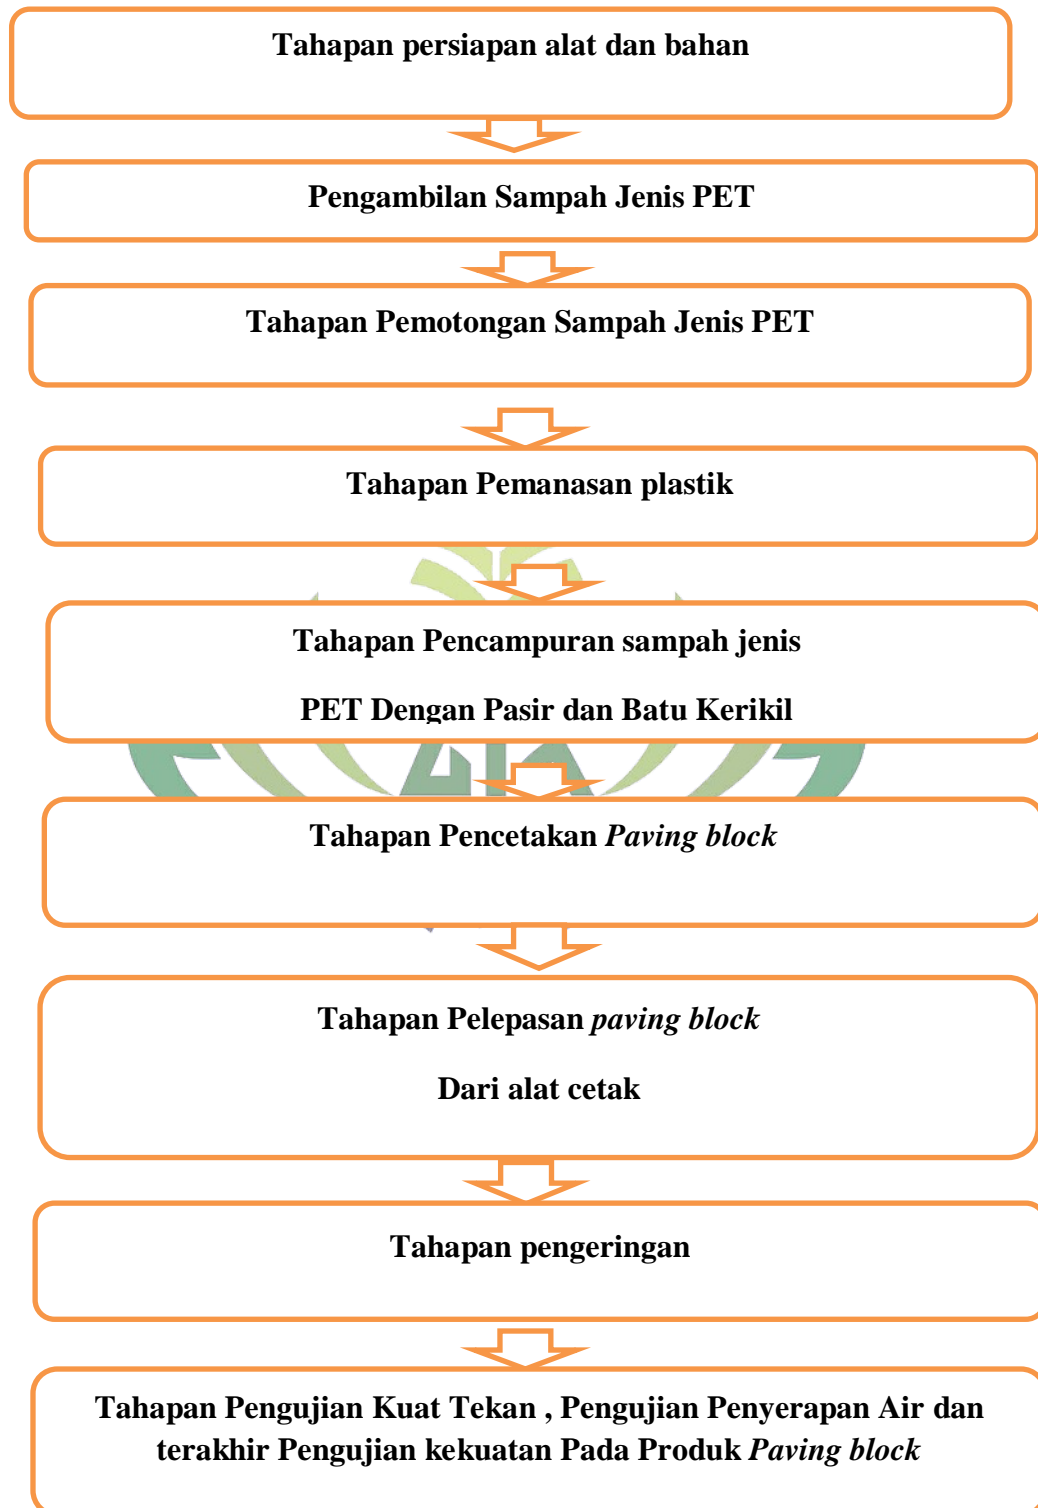 Tahapan persiapan alat dan bahan
Pengambilan Sampah Jenis PET
Tahapan Pemotongan Sampah Jenis PET
Tahapan Pemanasan plastik
Tahapan Pencampuran sampah jenis
PET Dengan Pasir dan Batu Kerikil
Tahapan Pencetakan Paving block
Tahapan Pelepasan paving block
Dari alat cetak
Tahapan pengeringan
Tahapan Pengujian Kuat Tekan , Pengujian Penyerapan Air dan
terakhir Pengujian kekuatan Pada Produk Paving block